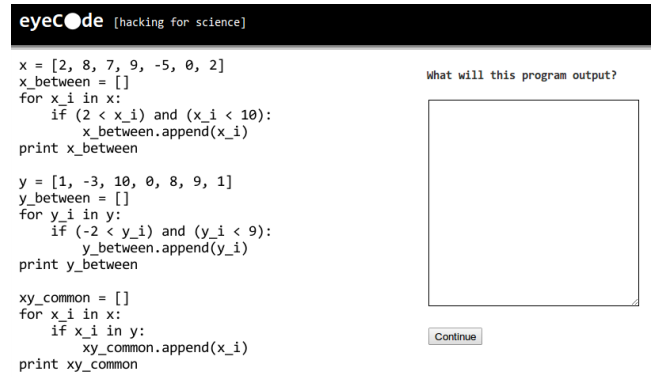 eyeCode [hacking for science]
x = [2, 8, 7, 9, -5, 0, 2]
x_between = []
for x_i in x:
    if (2 < x_i) and (x_i < 10):
        x_between.append(x_i)
print x_between
y = [1, -3, 10, 0, 8, 9, 1]
y_between = []
for y_i in y:
    if (-2 < y_i) and (y_i < 9):
        y_between.append(y_i)
print y_between
xy_common = []
for x_i in x:
    if x_i in y:
        xy_common.append(x_i)
print xy_common
What will this program output?
Continue